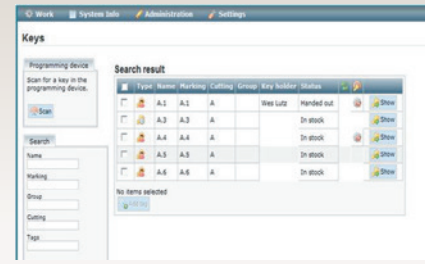 Work System Info Administration Settings
Keys
Programming device
Scan for a key in the
programming device.
Scan
Search
Name
Marking
Group
Cutting
Tags
Search result
Type Name Marking Cutting Group Key holder Status
A.1 A.1 A Wes Lutz Handed out Show
A.3 A.3 A In stock Show
A.4 A.4 A In stock Show
A.5 A.5 A In stock Show
A.6 A.6 A In stock Show
No items selected